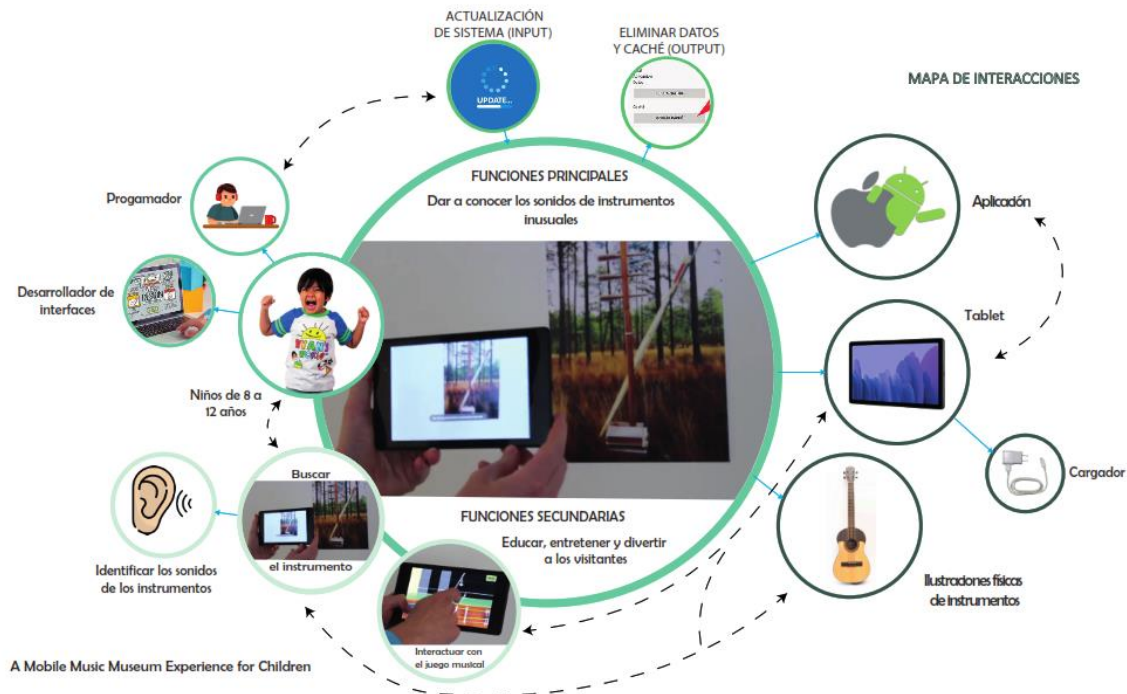 ACTUALIZACIÓN
DE SISTEMA (INPUT)
ELIMINAR DATOS
Y CACHÉ (OUTPUT)
MAPA DE INTERACCIONES
UPDATE...
FUNCIONES PRINCIPALES
Dar a conocer los sonidos de instrumentos
inusuales
Progamador
Aplicación
Desarrollador de
interfaces
Tablet
Niños de 8 a
12 años
Buscar
el instrumento
Cargador
FUNCIONES SECUNDARIAS
Educar, entretener y divertir
a los visitantes
Identificar los sonidos
de los instrumentos
Ilustraciones físicas
de instrumentos
Interactuar con
el juego musical
A Mobile Music Museum Experience for Children